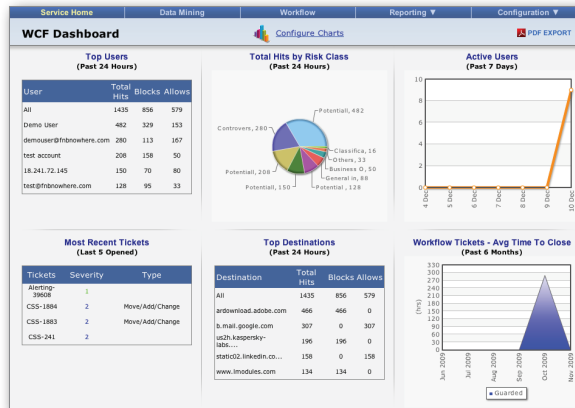 Service Home Data Mining Workflow Reporting ▼ Configuration ▼
WCF Dashboard Configure Charts PDF EXPORT
Top Users
(Past 24 Hours)
User Total Hits Blocks Allows
All 1435 856 579
Demo User 482 329 153
demouser@fnbnowhere.com 280 113 167
test account 208 158 50
18.241.72.145 150 70 80
test@fnbnowhere.com 128 95 33
Total Hits by Risk Class
(Past 24 Hours)
Potentiall, 482
Controvers, 280
Classifica, 16
Others, 33
Potentiall, 208
Business O, 50
General In, 88
Potentiall, 150
Potential , 128
Active Users
(Past 7 Days)
10
8
6
4
2
0
4 Dec
5 Dec
6 Dec
7 Dec
8 Dec
9 Dec
10 Dec
Most Recent Tickets
(Last 5 Opened)
Tickets Severity Type
Alerting-
39608 1
CSS-1884 2 Move/Add/Change
CSS-1883 2 Move/Add/Change
CSS-241 2
Top Destinations
(Past 24 Hours)
Destination Total Hits Blocks Allows
All 1435 856 579
ardownload.adobe.com 466 466 0
b.mail.google.com 307 0 307
us2h.kaspersky-
labs.... 196 196 0
static02.linkedin.co... 158 0 158
www.imodules.com 134 134 0
Workflow Tickets - Avg Time To Close
(Past 6 Months)
330
300
270
240
210
180
150
120
90
60
30
0
(hrs)
Jun 2009
Jul 2009
Aug 2009
Sep 2009
Oct 2009
Nov 2009
Guarded